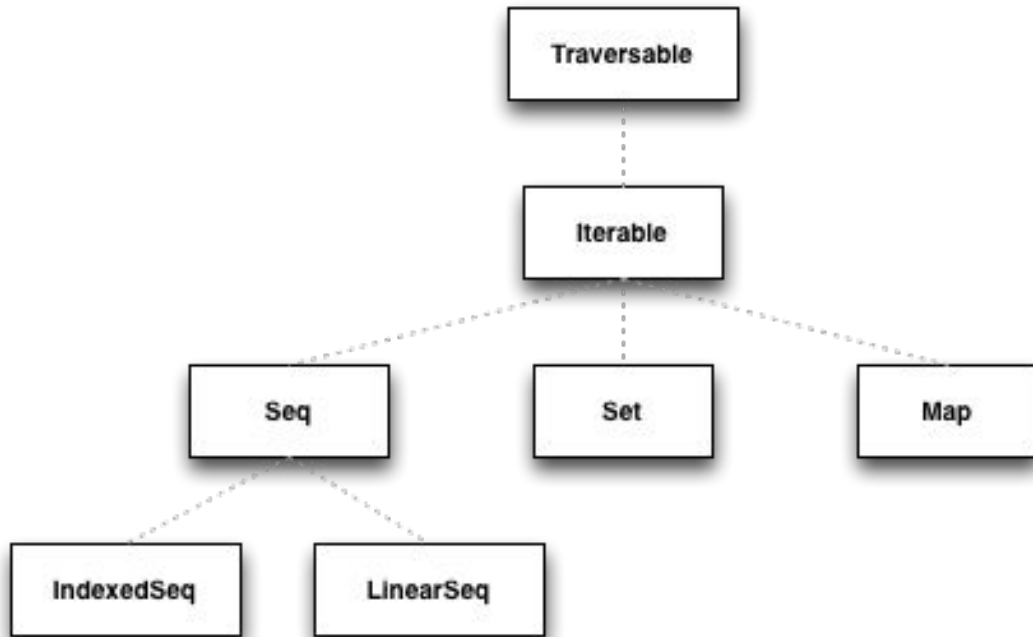 Traversable
Iterable
Seq
Set
Map
IndexedSeq
LinearSeq